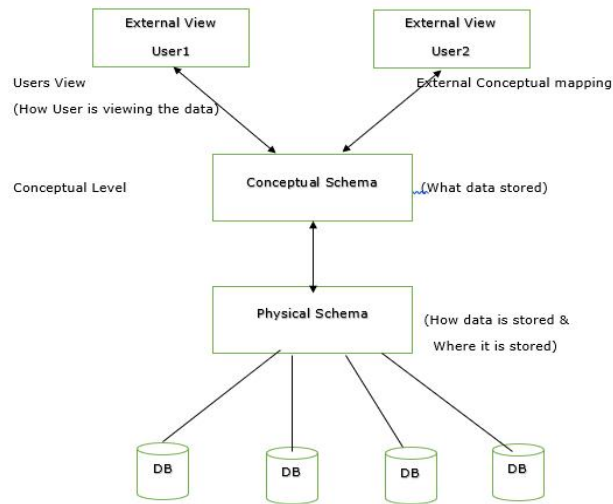 External View
User1
External View
User2
Users View
(How User is viewing the data)
External Conceptual mapping
Conceptual Level
Conceptual Schema
(What data stored)
Physical Schema
(How data is stored &
Where it is stored)
DB
DB
DB
DB